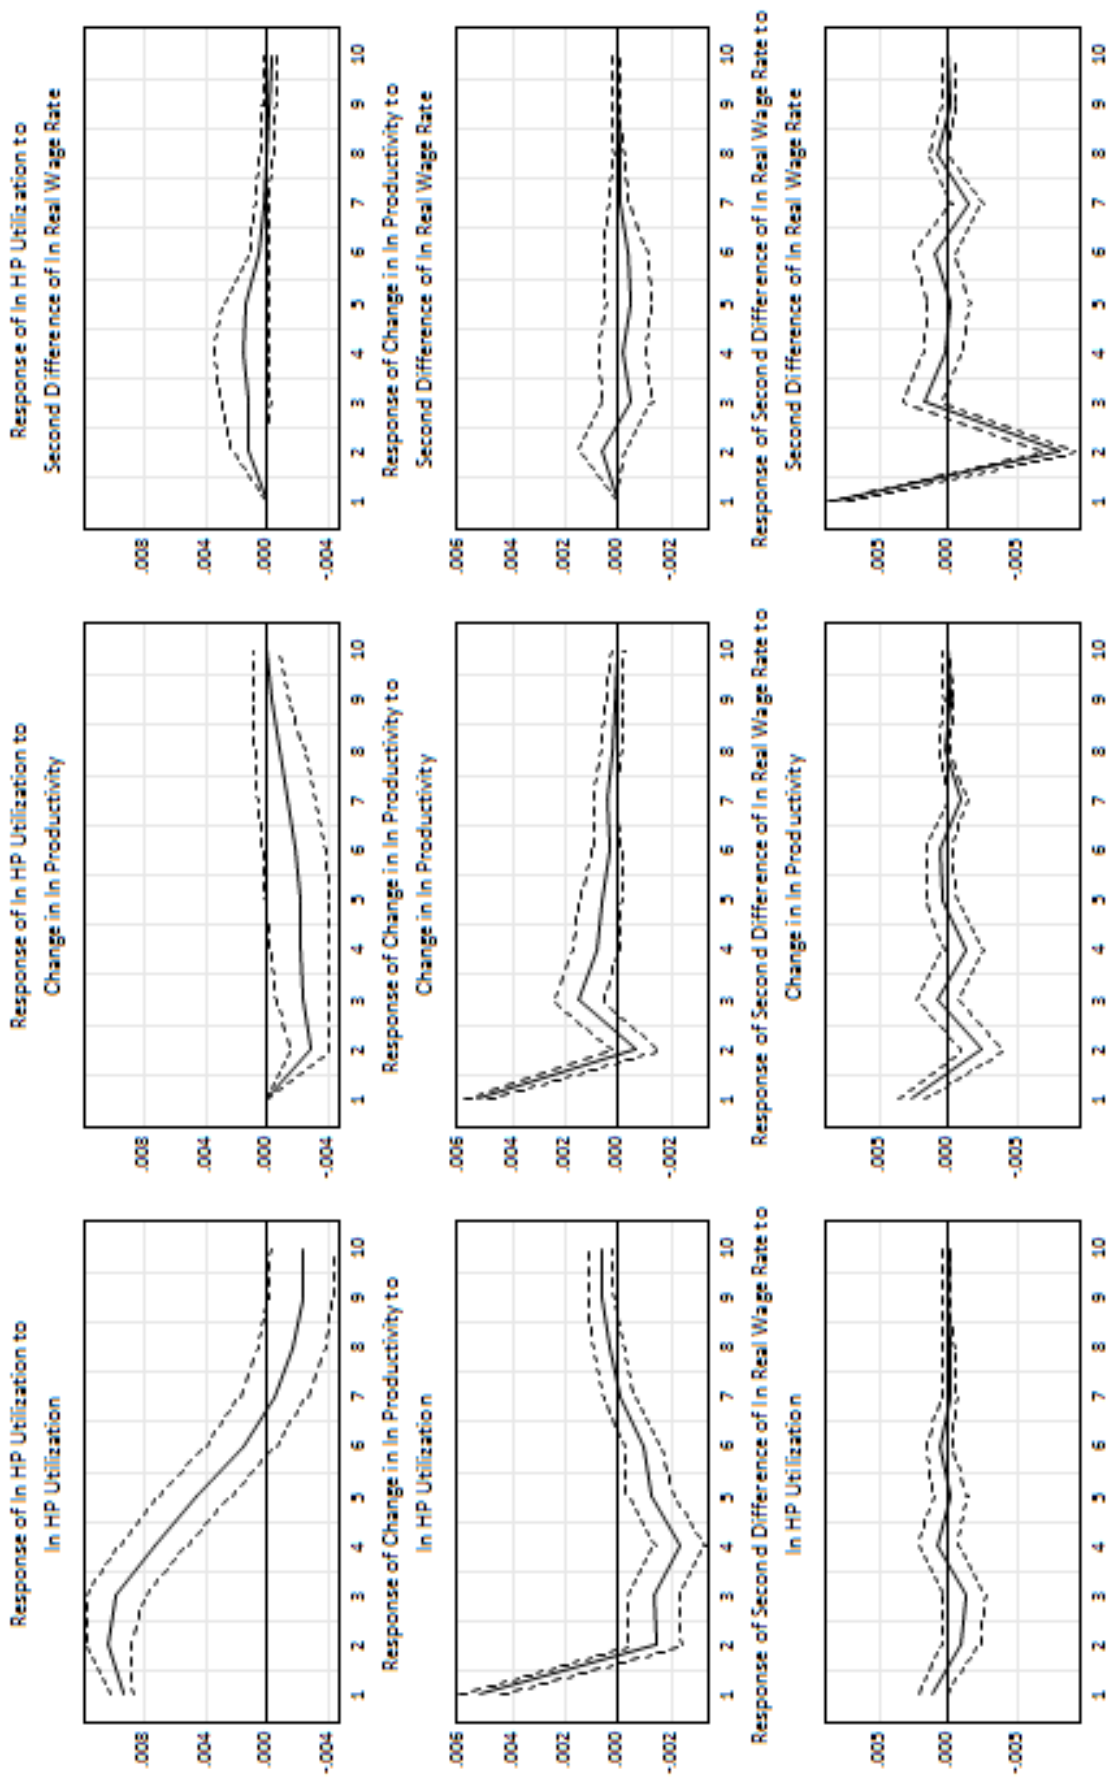 Response of ln HP Utilization to
ln HP Utilization
.008
.004
.000
-.004
1 2 3 4 5 6 7 8 9 10
Response of ln HP Utilization to
Change in ln Productivity
.008
.004
.000
-.004
1 2 3 4 5 6 7 8 9 10
Response of ln HP Utilization to
Second Difference of ln Real Wage Rate
.008
.004
.000
-.004
1 2 3 4 5 6 7 8 9 10
Response of Change in ln Productivity to
ln HP Utilization
.006
.004
.002
.000
-.002
1 2 3 4 5 6 7 8 9 10
Response of Change in ln Productivity to
Change in ln Productivity
.006
.004
.002
.000
-.002
1 2 3 4 5 6 7 8 9 10
Response of Change in ln Productivity to
Second Difference of ln Real Wage Rate
.006
.004
.002
.000
-.002
1 2 3 4 5 6 7 8 9 10
Response of Second Difference of ln Real Wage Rate to
ln HP Utilization
.005
.000
-.005
1 2 3 4 5 6 7 8 9 10
Response of Second Difference of ln Real Wage Rate to
Change in ln Productivity
.005
.000
-.005
1 2 3 4 5 6 7 8 9 10
Response of Second Difference of ln Real Wage Rate to
Second Difference of ln Real Wage Rate
.005
.000
-.005
1 2 3 4 5 6 7 8 9 10